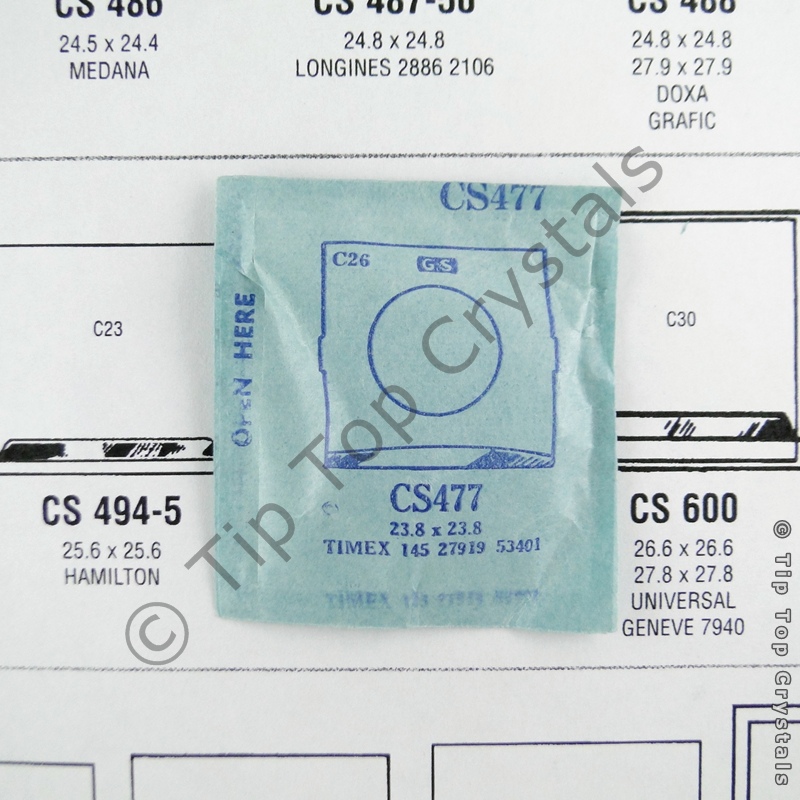 CS 486
24.5 x 24.4
MEDANA
CS 487-50
24.8 x 24.8
LONGINES 2886 2106
CS 488
24.8 x 24.8
27.9 x 27.9
DOXA
GRAFIC
CS477
C26
GS
OPEN HERE
C23
C30
CS477
23.8 x 23.8
TIMEX 145 27919 53401
TIMEX
CS 494-5
25.6 x 25.6
HAMILTON
CS 600
26.6 x 26.6
27.8 x 27.8
UNIVERSAL
GENEVE 7940
© Tip Top Crystals
© Tip Top Crystals